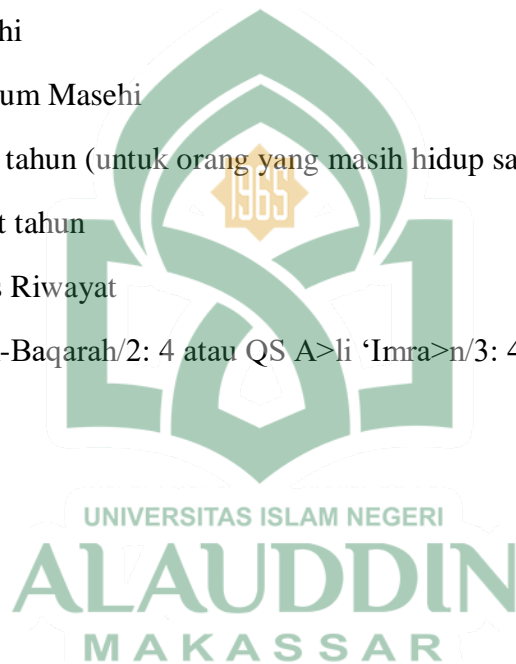 hi
um Masehi
tahun (untuk orang yang masih hidup sa
t tahun
s Riwayat
-Baqarah/2: 4 atau QS A>li ‘Imra>n/3: 4
1965
UNIVERSITAS ISLAM NEGERI
ALAUDDIN
MAKASSAR